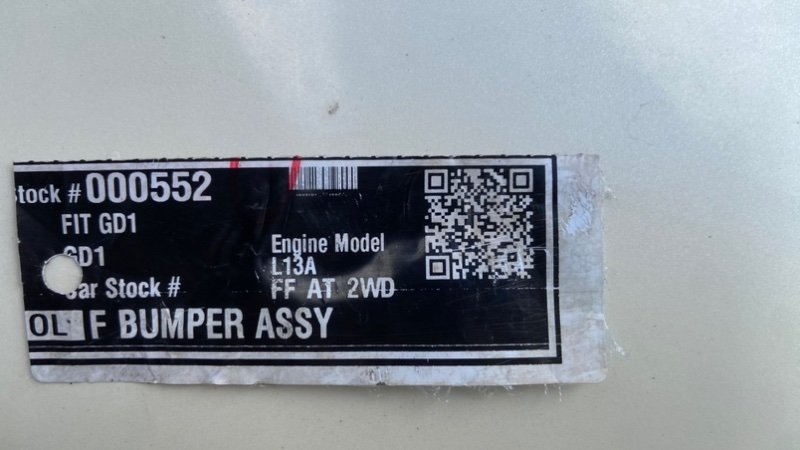 Stock # 000552
FIT GD1
GD1
Engine Model
L13A
Car Stock #
FF AT 2WD
OL F BUMPER ASSY